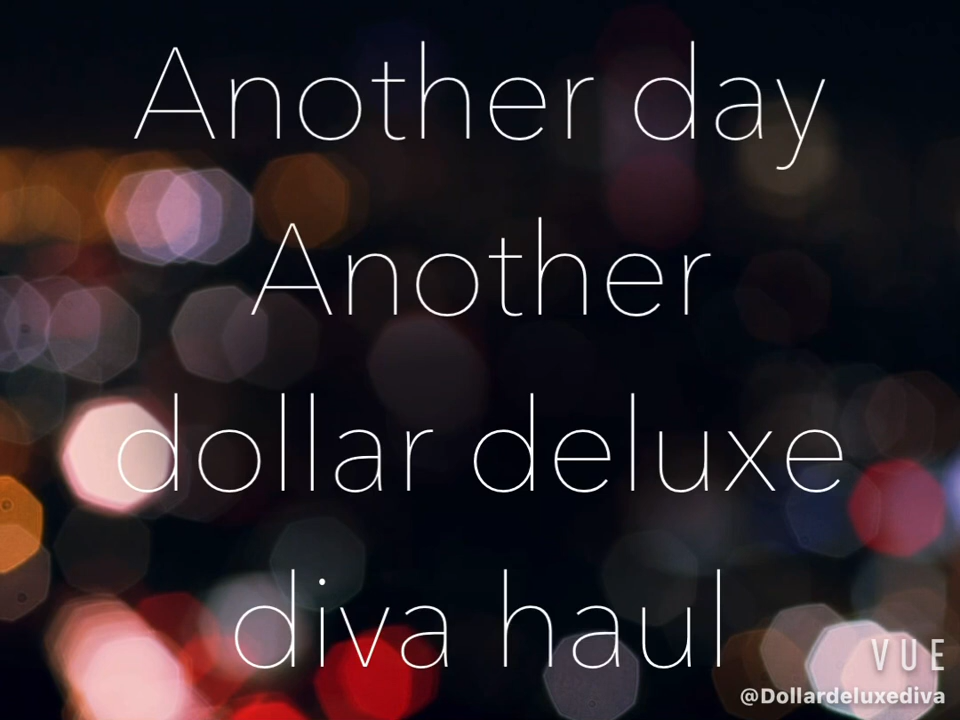 Another day
Another
dollar deluxe
diva haul
VUE
@Dollardeluxediva